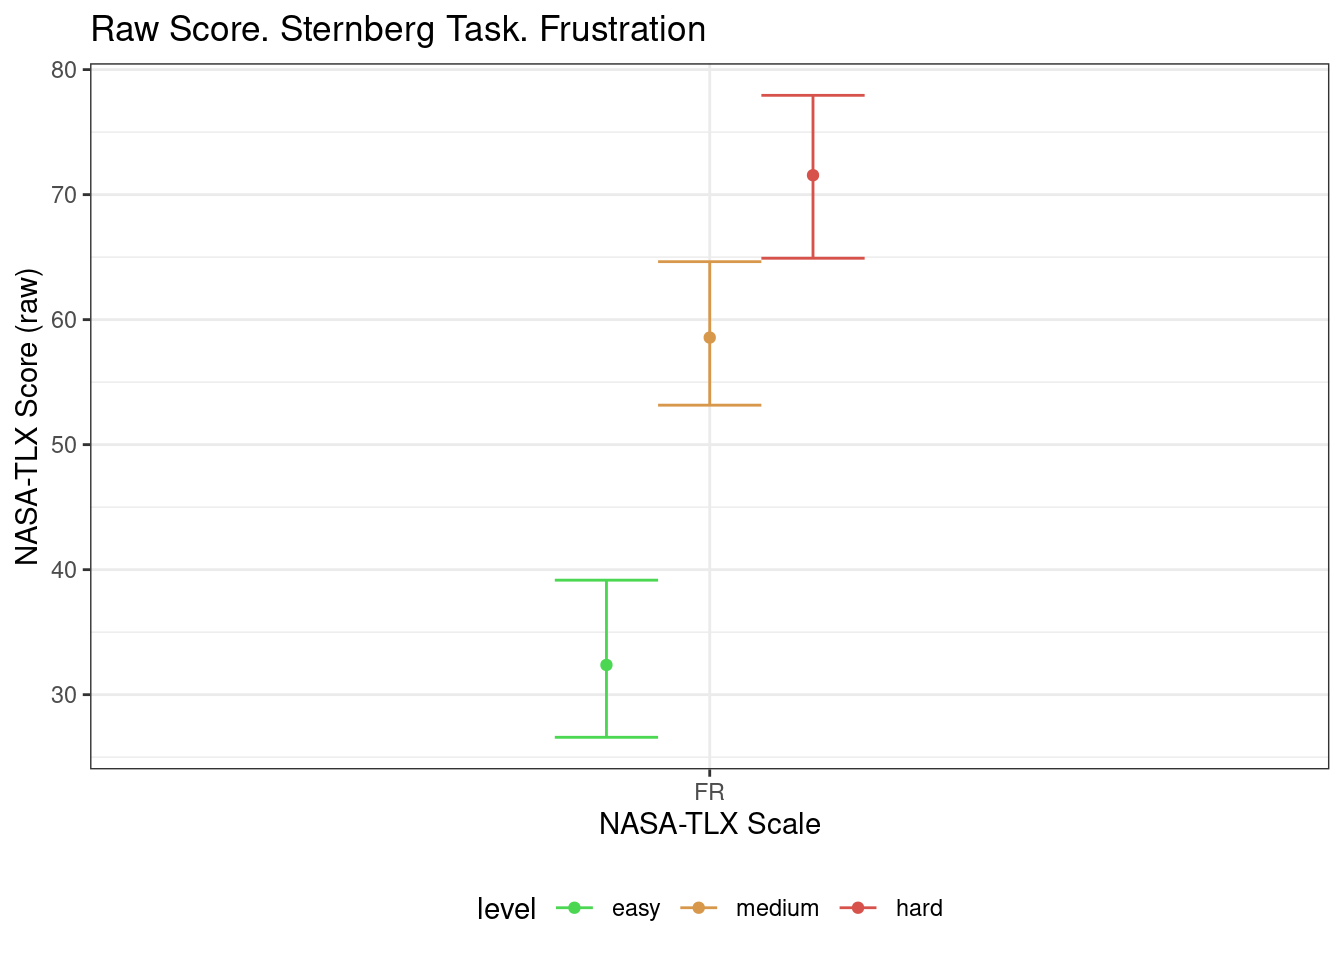 Raw Score. Sternberg Task. Frustration
80
70
60
50
40
30
NASA-TLX Score (raw)
FR
NASA-TLX Scale
level easy medium hard